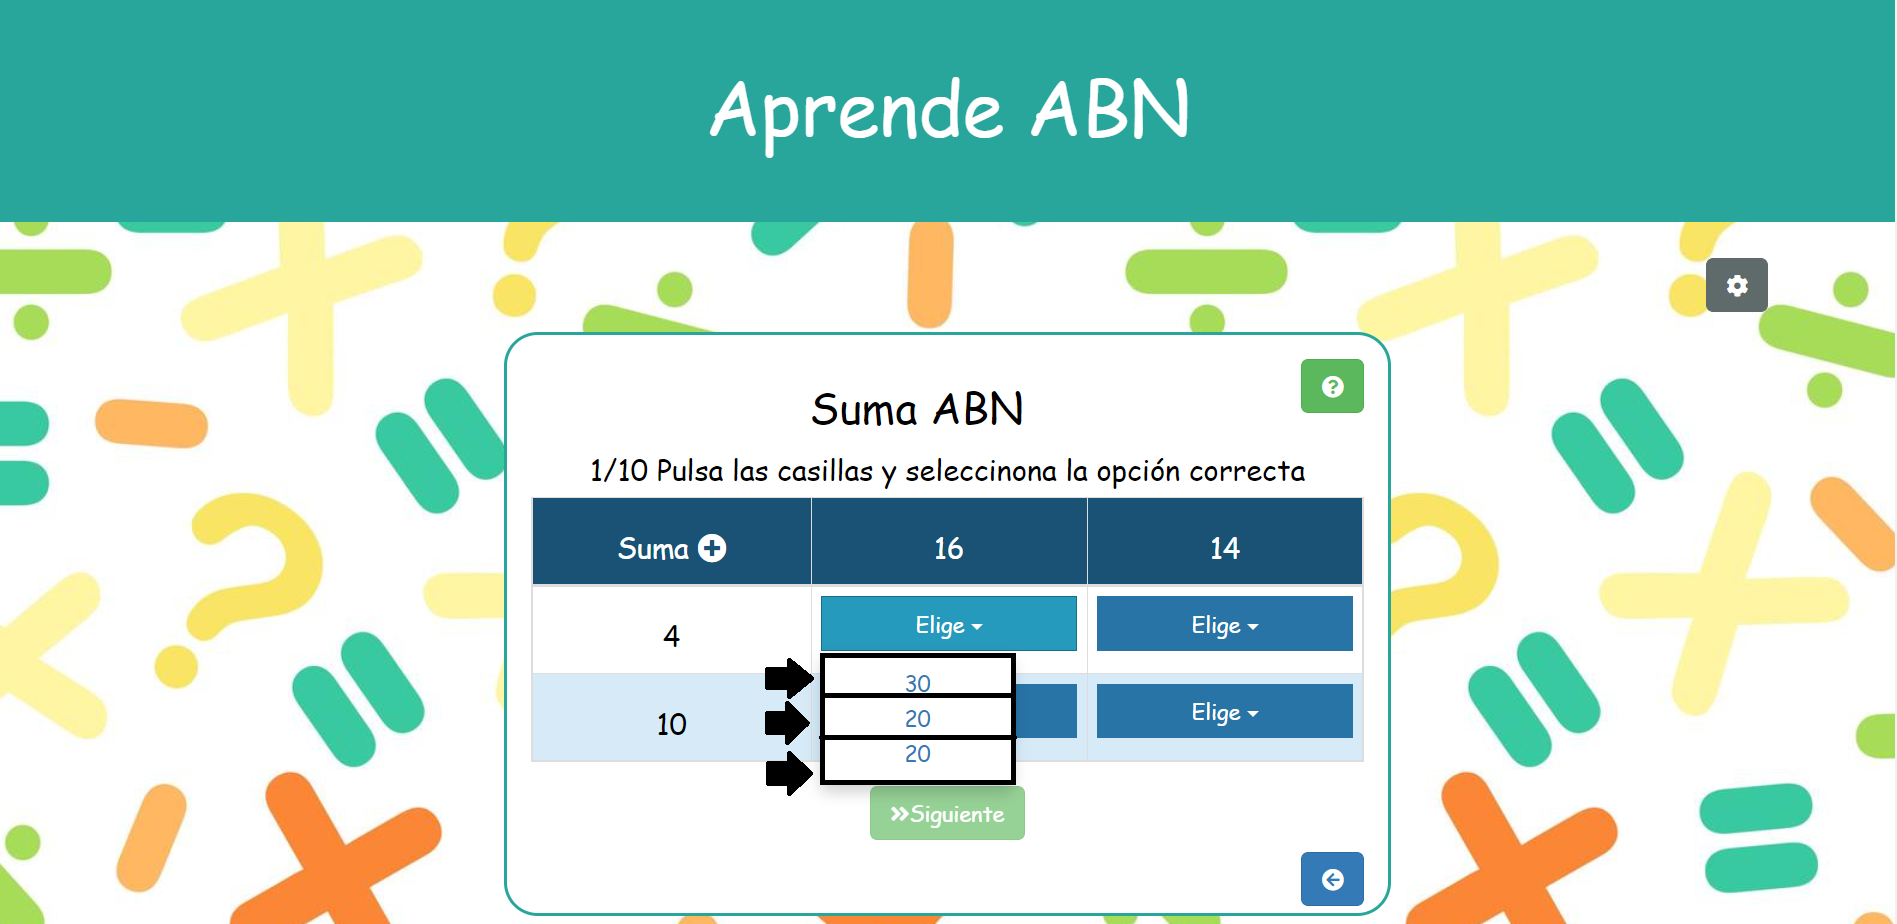 Aprende ABN
Suma ABN
1/10 Pulsa las casillas y seleccinona la opción correcta
Suma 16 14
4 Elige Elige
30
10 20 Elige
20
Siguiente